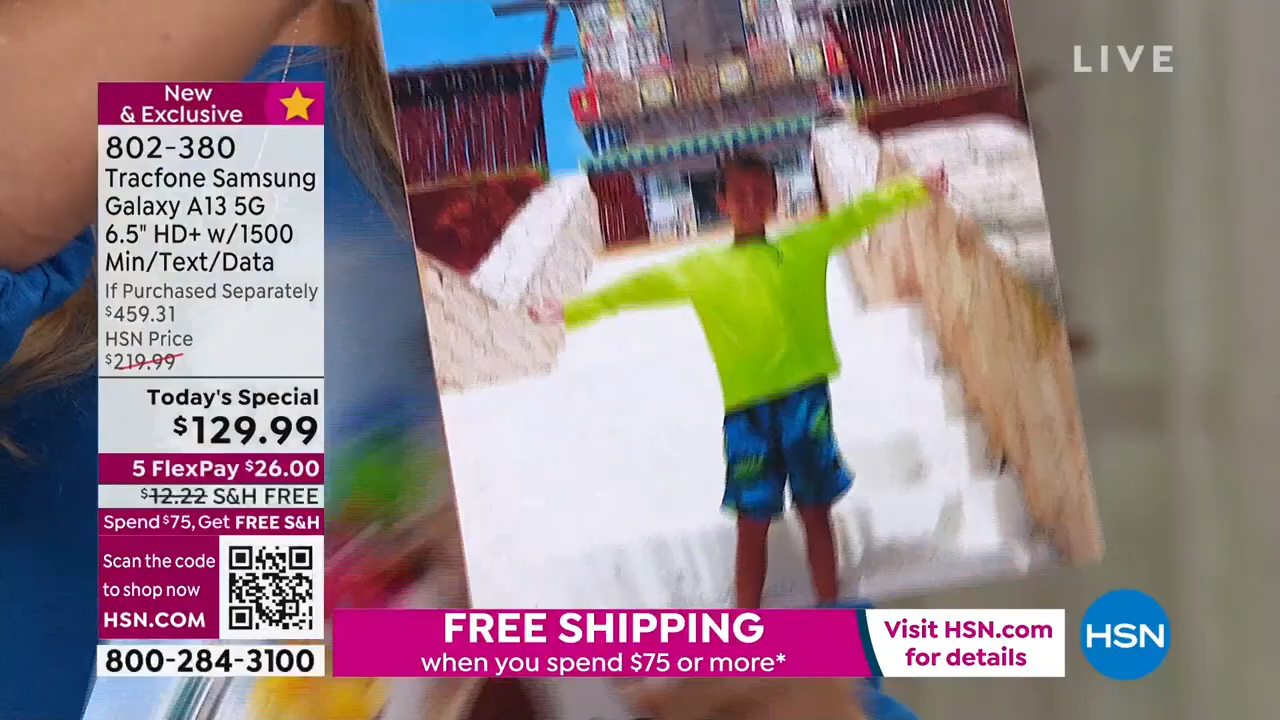 LIVE
New
& Exclusive
802-380
Tracfone Samsung
Galaxy A13 5G
6.5" HD+ w/1500
Min/Text/Data
If Purchased Separately
$459.31
HSN Price
$219.99
Today's Special
$129.99
5 FlexPay $26.00
$12.22 S&H FREE
Spend $75, Get FREE S&H
Scan the code
to shop now
HSN.COM
800-284-3100
FREE SHIPPING
when you spend $75 or more*
Visit HSN.com
for details
HSN